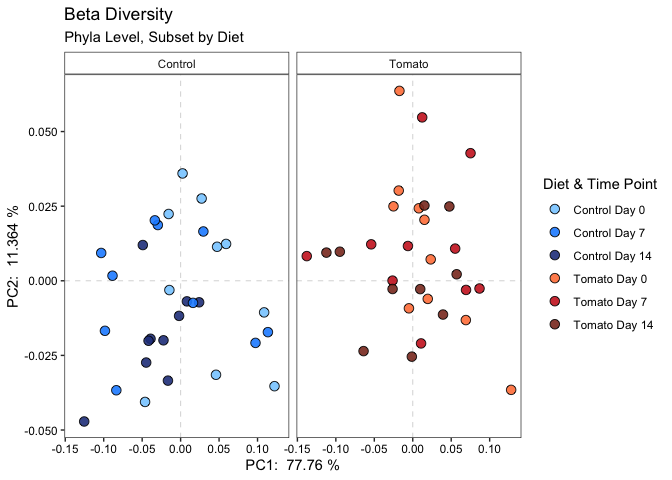 Beta Diversity
Phyla Level, Subset by Diet
Control
Tomato
0.050
0.025
0.000
-0.025
-0.050
PC2: 11.364 %
-0.15 -0.10 -0.05 0.00 0.05 0.10
-0.15 -0.10 -0.05 0.00 0.05 0.10
PC1: 77.76 %
Diet & Time Point
Control Day 0
Control Day 7
Control Day 14
Tomato Day 0
Tomato Day 7
Tomato Day 14